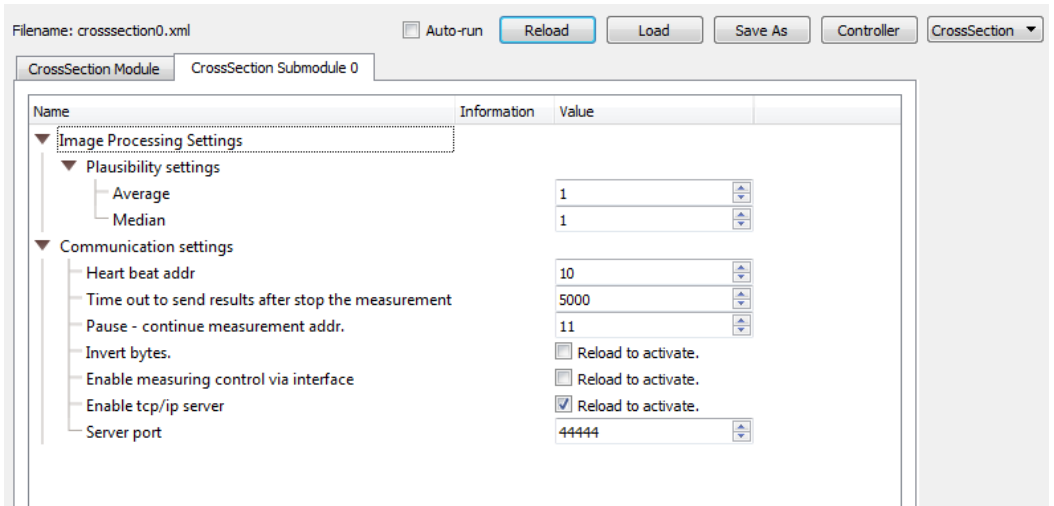 Filename: crosssection0.xml Auto-run Reload Load Save As Controller CrossSection
CrossSection Module CrossSection Submodule 0
Name Information Value
Image Processing Settings
Plausibility settings
Average 1
Median 1
Communication settings
Heart beat addr 10
Time out to send results after stop the measurement 5000
Pause - continue measurement addr. 11
Invert bytes. Reload to activate.
Enable measuring control via interface Reload to activate.
Enable tcp/ip server Reload to activate.
Server port 44444